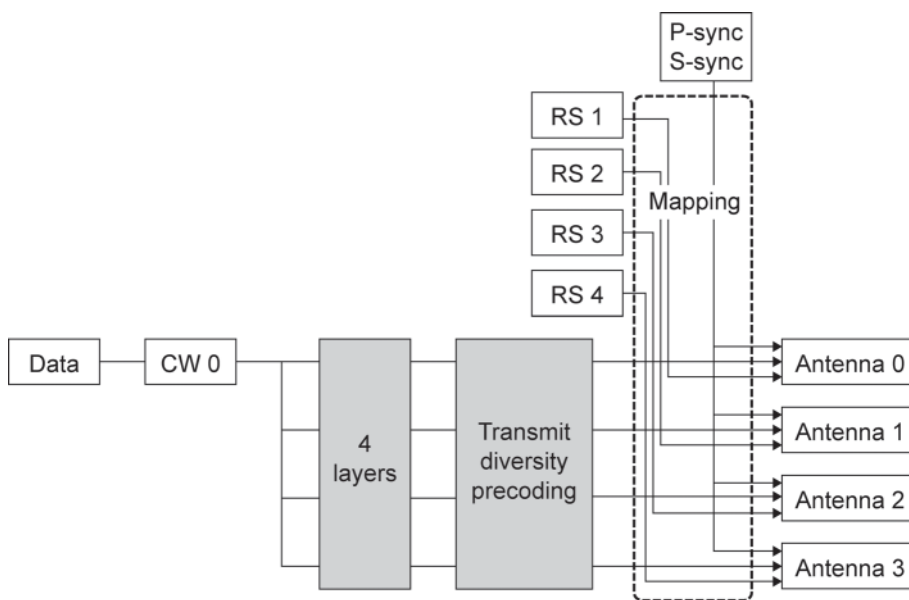 P-sync
S-sync
RS 1
RS 2
Mapping
RS 3
RS 4
Data
CW 0
4
layers
Transmit
diversity
precoding
Antenna 0
Antenna 1
Antenna 2
Antenna 3